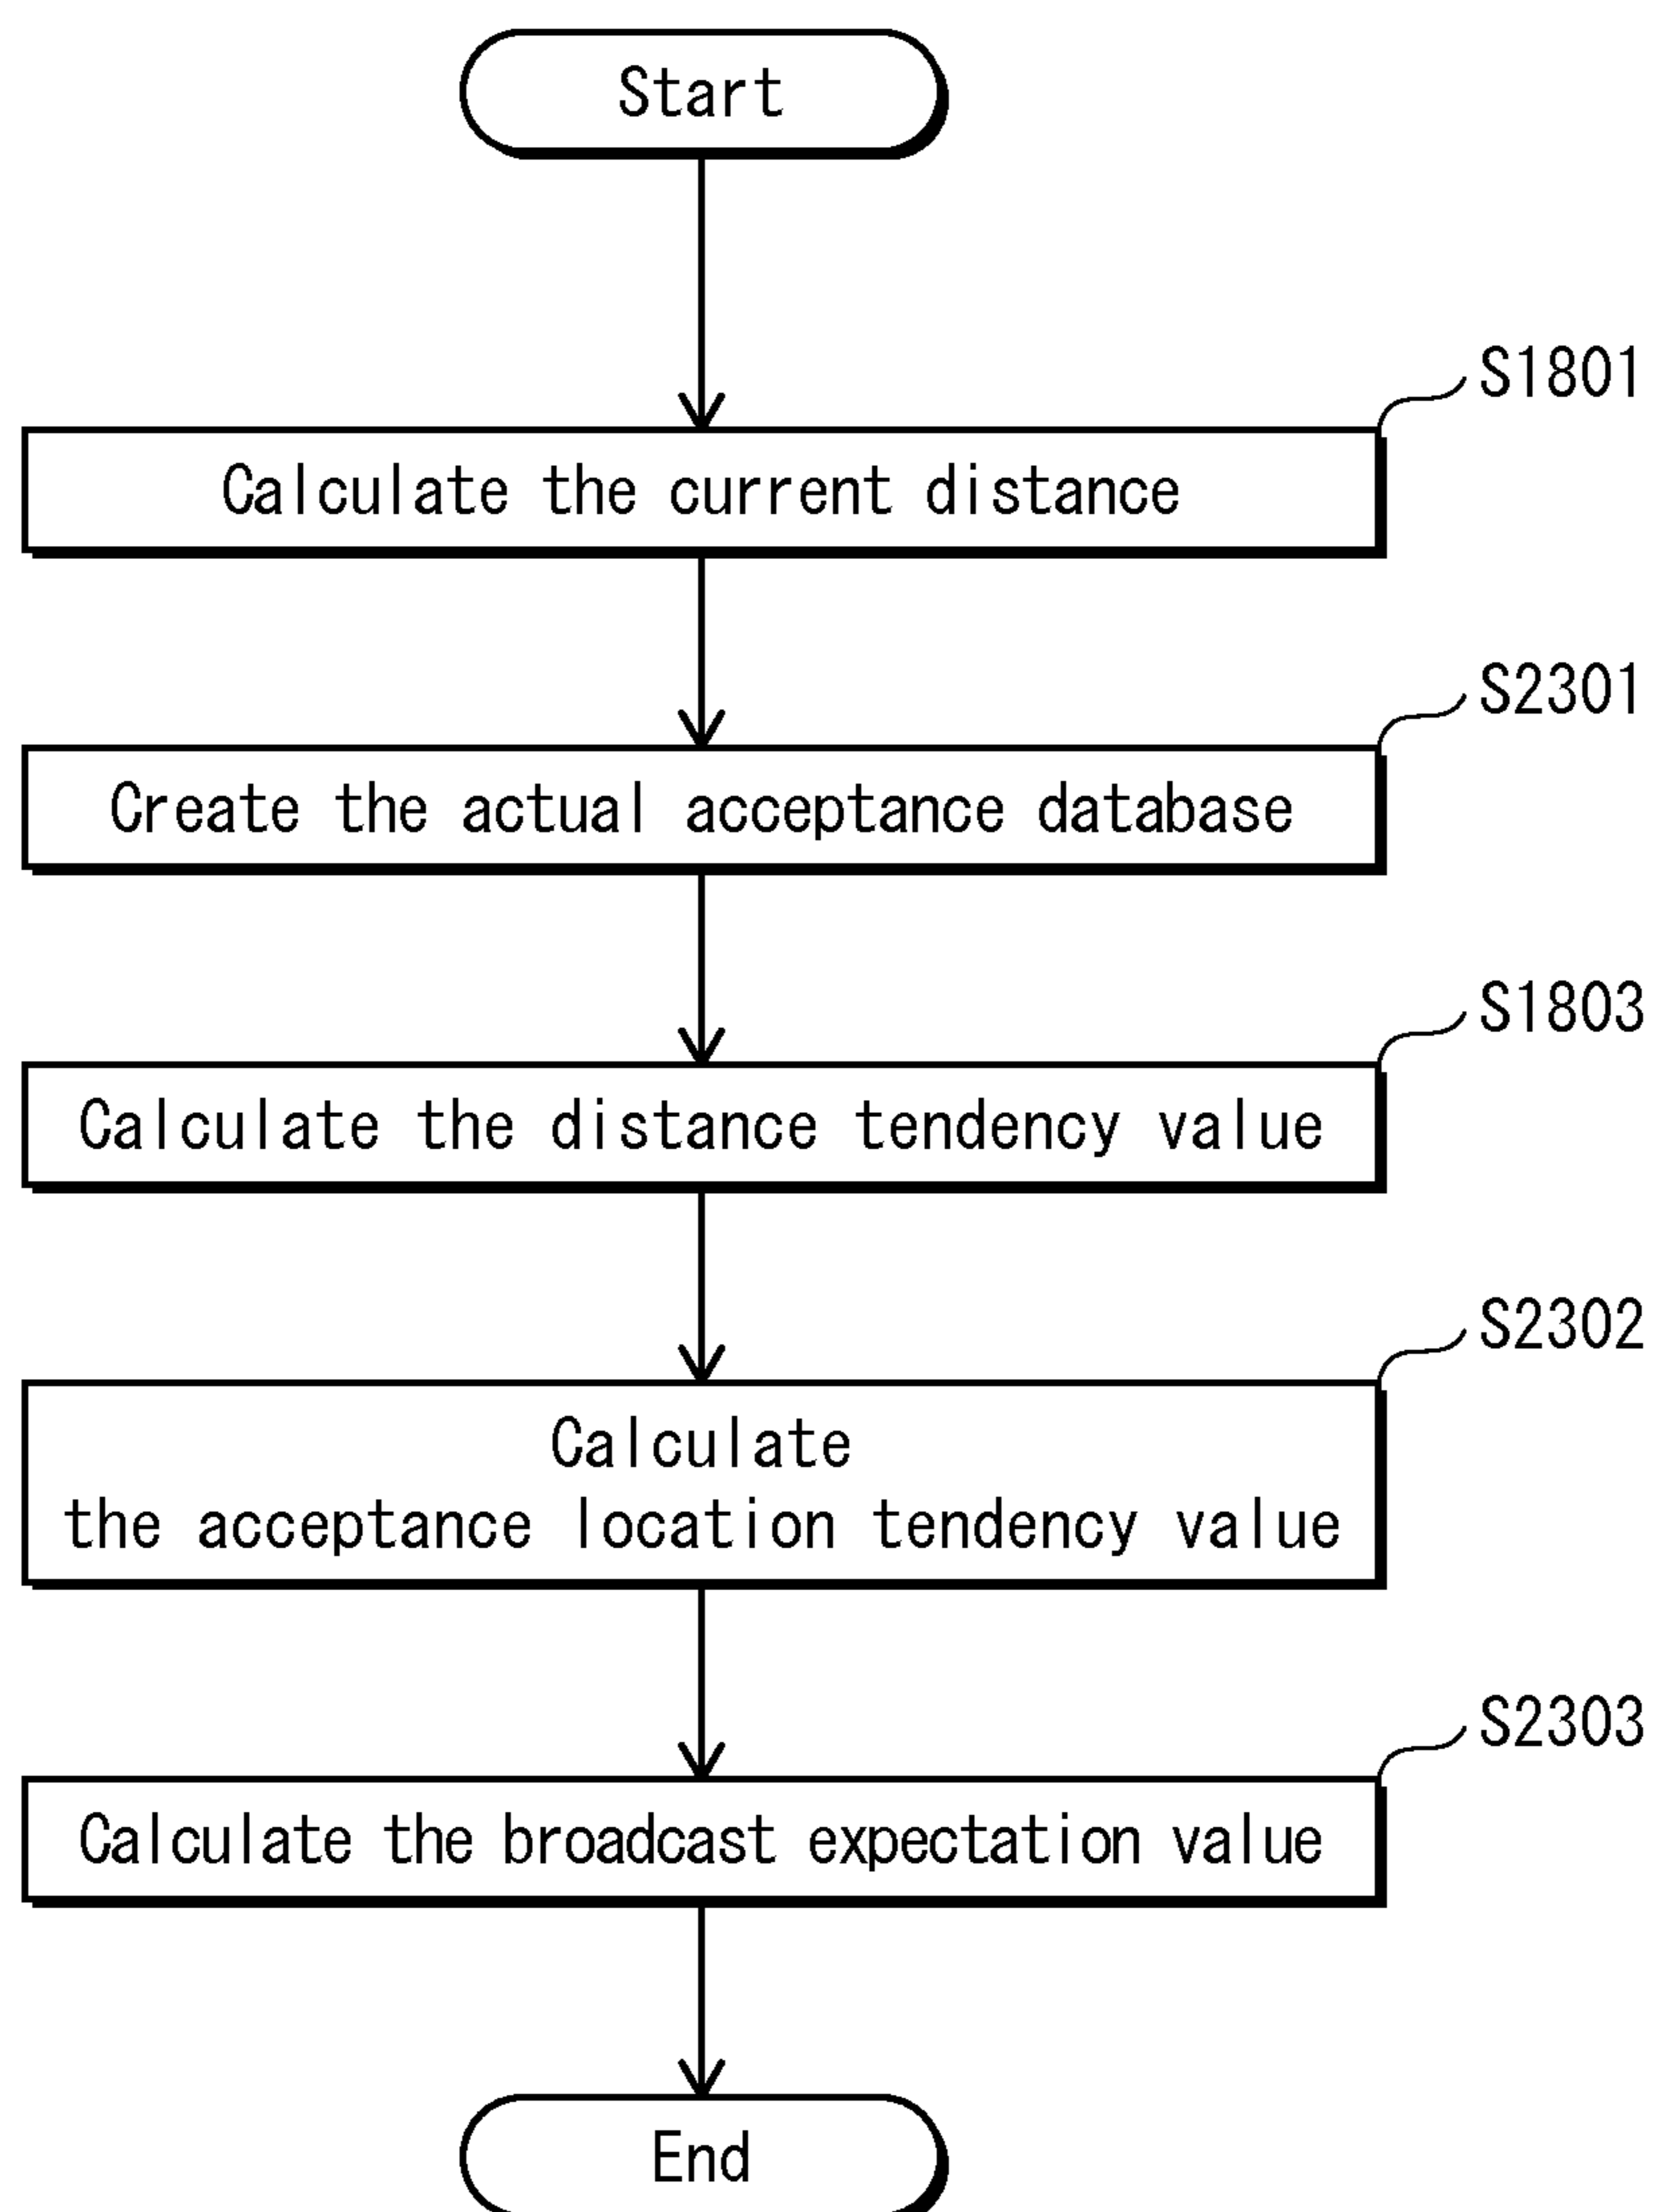 Start
S1801
Calculate the current distance
S2301
Create the actual acceptance database
S1803
Calculate the distance tendency value
S2302
Calculate
the acceptance location tendency value
S2303
Calculate the broadcast expectation value
End